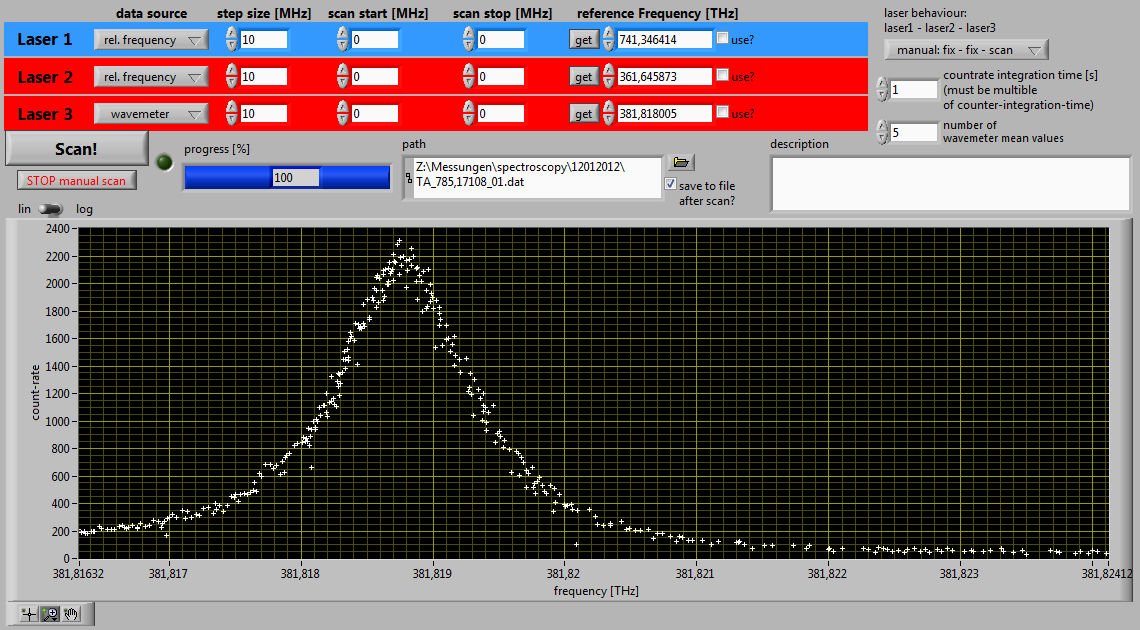 data source step size [MHz] scan start [MHz] scan stop [MHz] reference Frequency [THz]
Laser 1 rel. frequency 10 0 0 get 741,346414 use?
Laser 2 rel. frequency 10 0 0 get 361,645873 use?
Laser 3 wavemeter 10 0 0 get 381,818005 use?
laser behaviour:
laser1 - laser2 - laser3
manual: fix - fix - scan
1 countrate integration time [s]
(must be multible
of counter-integration-time)
5 number of
wavemeter mean values
Scan!
STOP manual scan
progress [%]
100
path
Z:\Messungen\spectroscopy\12012012\
TA_785,17108_01.dat
save to file
after scan?
description
lin log
count-rate
2400
2200
2000
1800
1600
1400
1200
1000
800
600
400
200
0
381,81632 381,817 381,818 381,819 381,82 381,821 381,822 381,823 381,82412
frequency [THz]